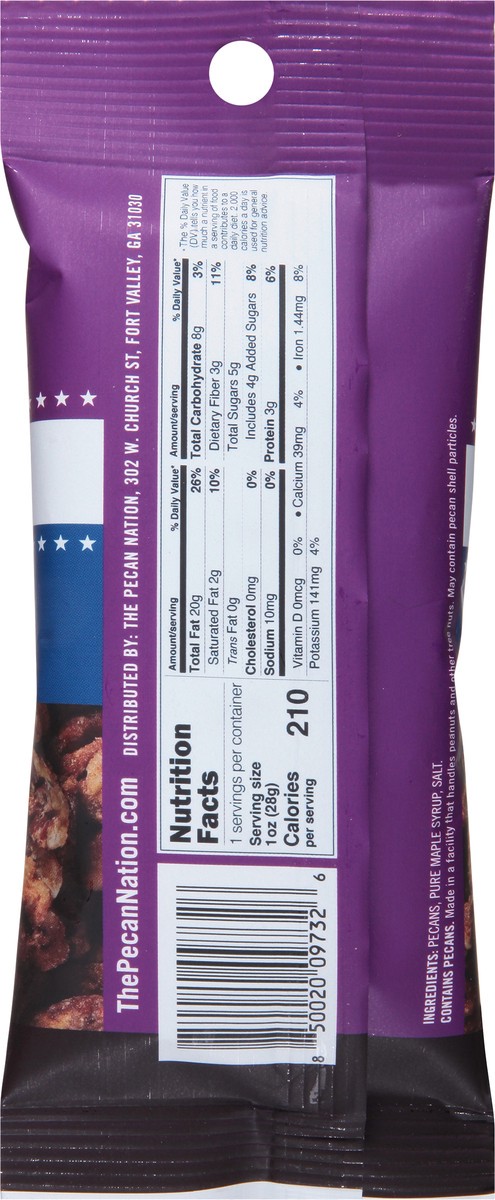 ThePecanNation.com DISTRIBUTED BY: THE PECAN NATION, 302 W. CHURCH ST, FORT VALLEY, GA 31030
Nutrition
Facts
1 servings per container
Serving size
1 oz (28g)
Calories
per serving
210
Amount/serving % Daily Value*
Total Fat 20g 26%
Saturated Fat 2g 10%
Trans Fat 0g
Cholesterol 0mg 0%
Sodium 10mg 0%
Amount/serving % Daily Value*
Total Carbohydrate 8g 3%
Dietary Fiber 3g 11%
Total Sugars 5g
Includes 4g Added Sugars 8%
Protein 3g 6%
Vitamin D 0mcg 0% • Calcium 39mg 4% • Iron 1.44mg 8%
Potassium 141mg 4%
* The % Daily Value
(DV) tells you how
much a nutrient in
a serving of food
contributes to a
daily diet. 2,000
calories a day is
used for general
nutrition advice.
8 50020 09732 6
INGREDIENTS: PECANS, PURE MAPLE SYRUP, SALT.
CONTAINS PECANS. Made in a facility that handles peanuts and other tree nuts. May contain pecan shell particles.